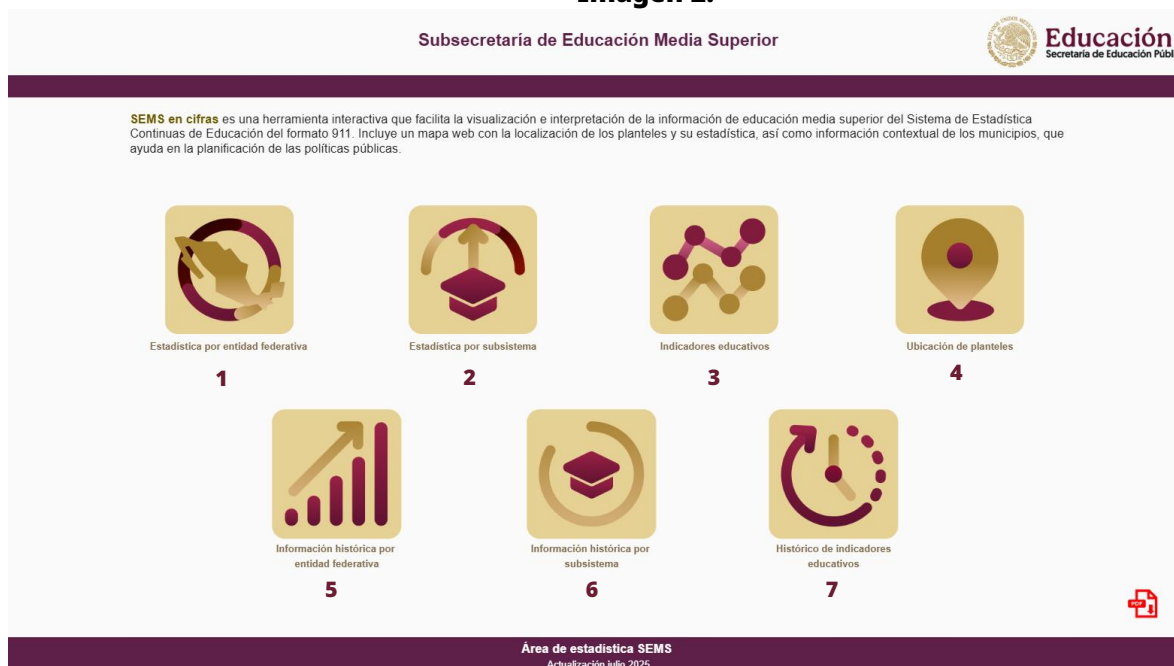 Imagen 2.
Subsecretaría de Educación Media Superior
Educación
Secretaría de Educación Públ
SEMS en cifras es una herramienta interactiva que facilita la visualización e interpretación de la información de educación media superior del Sistema de Estadística
Continuas de Educación del formato 911. Incluye un mapa web con la localización de los planteles y su estadística, así como información contextual de los municipios, que
ayuda en la planificación de las políticas públicas.
Estadística por entidad federativa
Estadística por subsistema
Indicadores educativos
Ubicación de planteles
1
2
3
4
Información histórica por
entidad federativa
Información histórica por
subsistema
Histórico de indicadores
educativos
5
6
7
PDF
Área de estadística SEMS
Actualización julio 2025